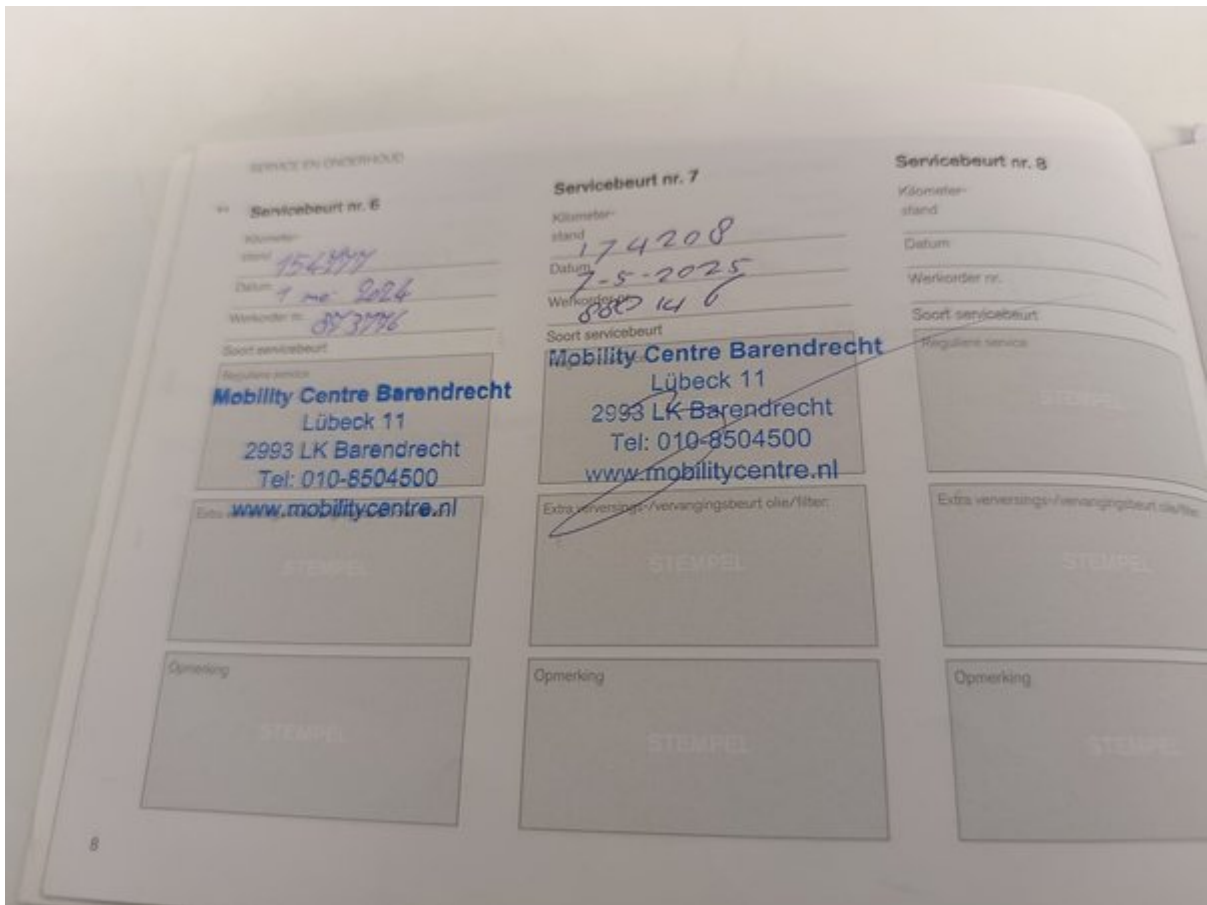 SERVICE EN ONDERHOUD
Servicebeurt nr. 6
Kilometer-
stand
Datum 1 2024
Werkorder nr.
Soort servicebeurt
Reguliere service
Mobility Centre Barendrecht
Lübeck 11
2993 LK Barendrecht
Tel: 010-8504500
www.mobilitycentre.nl
STEMPEL
Opmerking
STEMPEL
Servicebeurt nr. 7
Kilometer-
stand 174208
Datum 7-5-2025
Werkorder nr. 880146
Soort servicebeurt
Mobility Centre Barendrecht
Lübeck 11
2993 LK Barendrecht
Tel: 010-8504500
www.mobilitycentre.nl
Extra verversings-/vervangingsbeurt olie/filter:
STEMPEL
Opmerking
STEMPEL
Servicebeurt nr. 8
Kilometer-
stand
Datum
Werkorder nr.
Soort servicebeurt
Reguliere service
STEMPEL
Extra verversings-/vervangingsbeurt olie/filter:
STEMPEL
Opmerking
STEMPEL
8